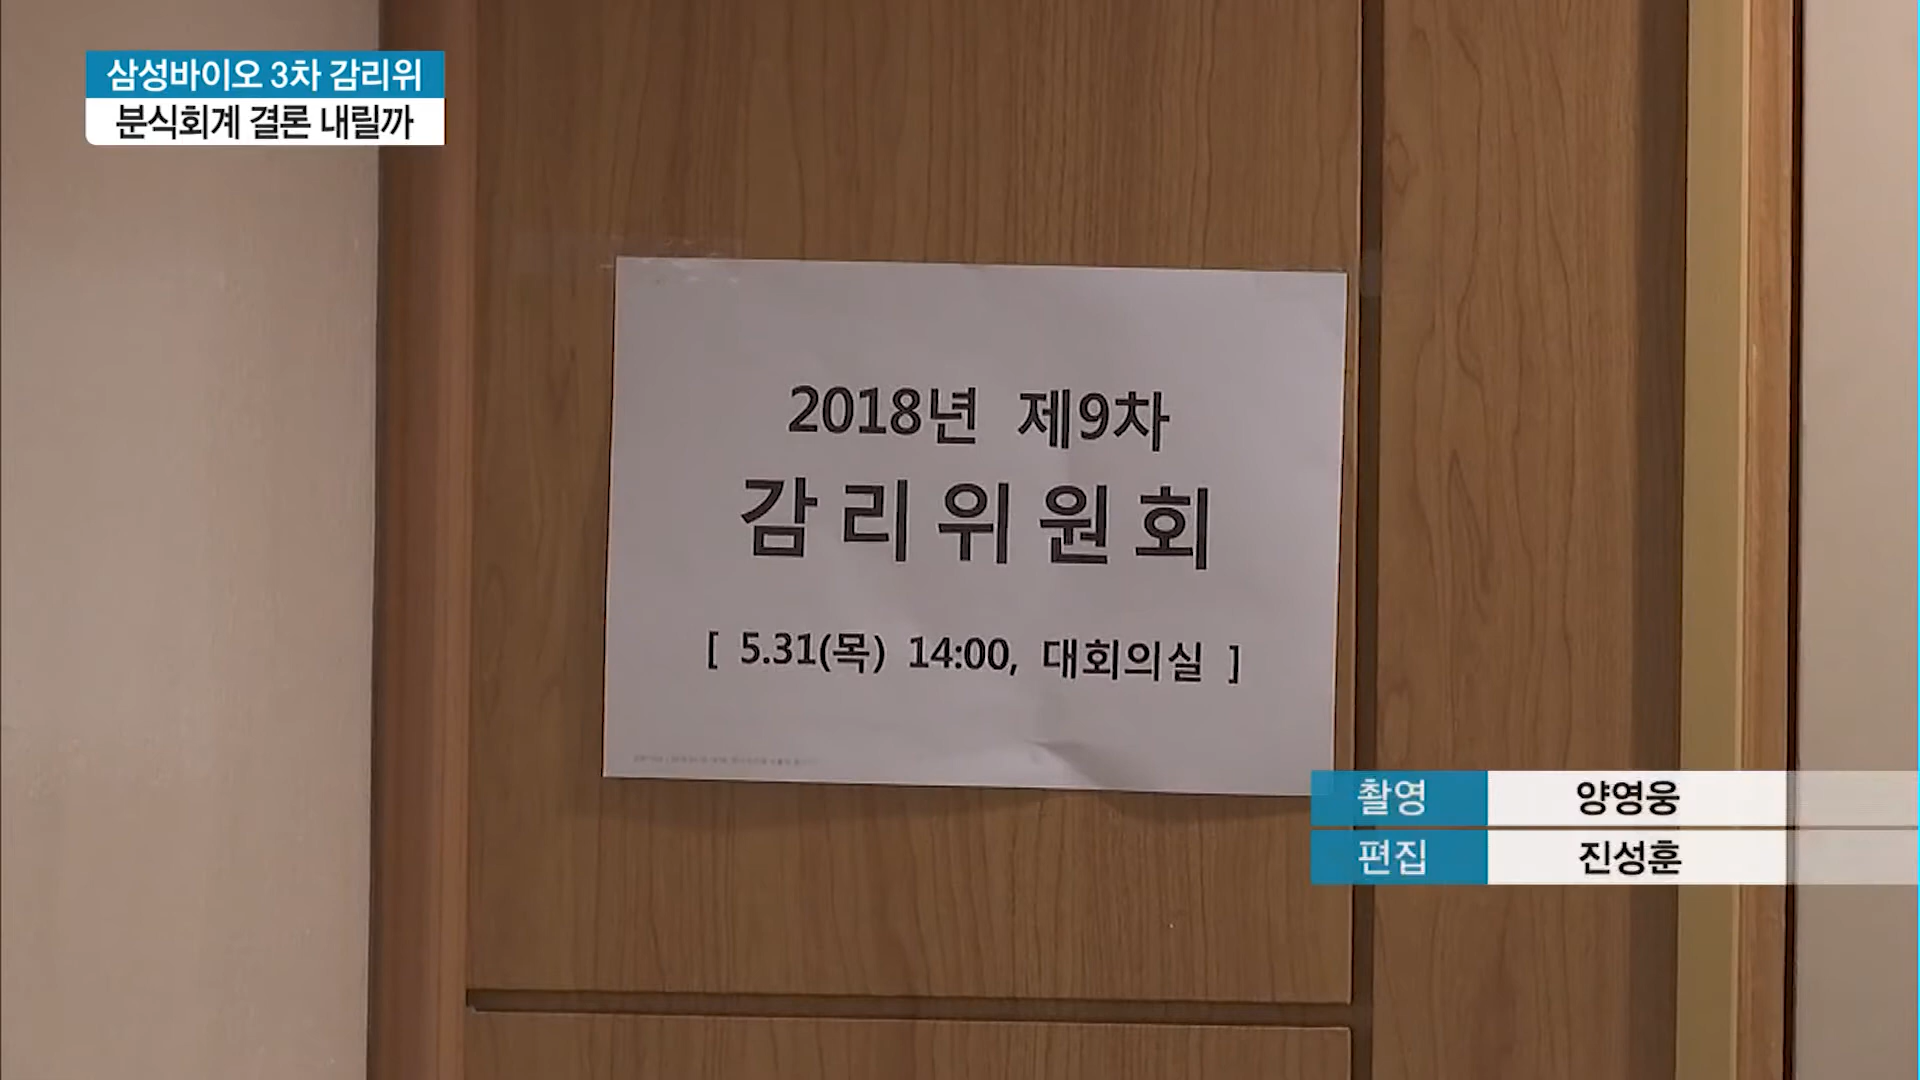 삼성바이오 3차 감리위
분식회계 결론 내릴까
2018년 제9차
감리위원회
[ 5.31(목) 14:00, 대회의실 ]
촬영 양영웅
편집 진성훈